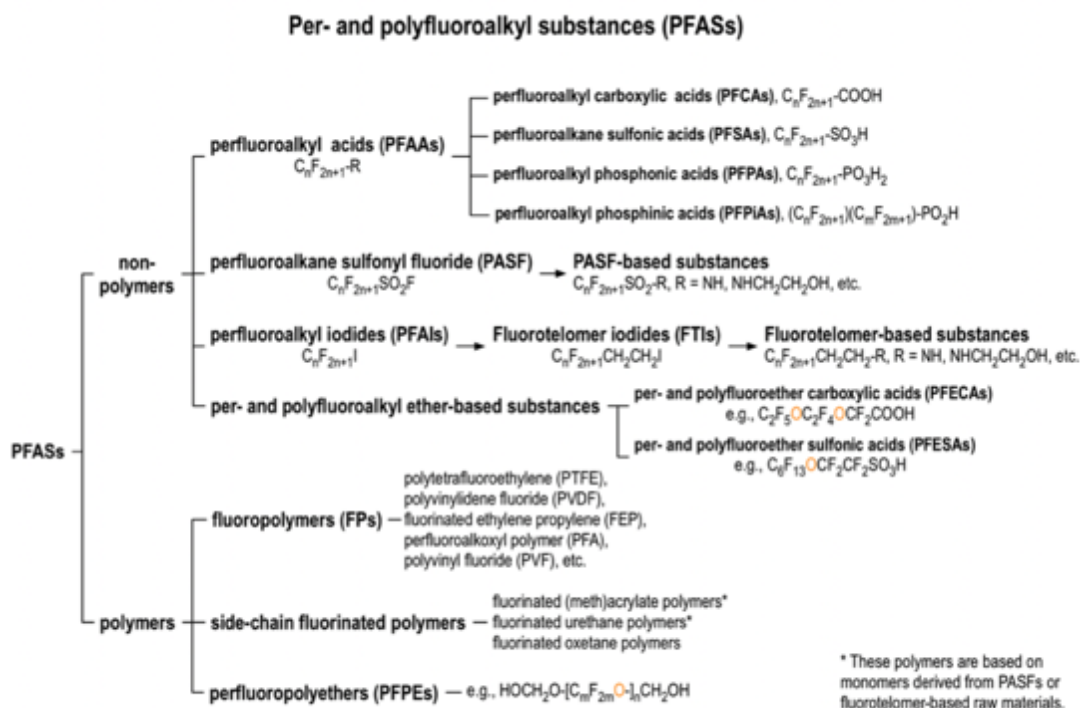 Per- and polyfluoroalkyl substances (PFASs)
perfluoroalkyl carboxylic acids (PFCAs), CₙF₂ₙ₊₁-COOH
perfluoroalkane sulfonic acids (PFSAs), CₙF₂ₙ₊₁-SO₃H
perfluoroalkyl acids (PFAAs)
CₙF₂ₙ₊₁-R
perfluoroalkyl phosphonic acids (PFPAs), CₙF₂ₙ₊₁-PO₃H₂
perfluoroalkyl phosphinic acids (PFPiAs), (CₙF₂ₙ₊₁)(CₘF₂ₘ₊₁)-PO₂H
non-
polymers
perfluoroalkane sulfonyl fluoride (PASF)
CₙF₂ₙ₊₁SO₂F
PASF-based substances
CₙF₂ₙ₊₁SO₂-R, R = NH, NHCH₂CH₂OH, etc.
perfluoroalkyl iodides (PFAIs)
CₙF₂ₙ₊₁I
Fluorotelomer iodides (FTIs)
CₙF₂ₙ₊₁CH₂CH₂I
Fluorotelomer-based substances
CₙF₂ₙ₊₁CH₂CH₂-R, R = NH, NHCH₂CH₂OH, etc.
per- and polyfluoroalkyl ether-based substances
per- and polyfluoroether carboxylic acids (PFECAs)
e.g., C₂F₅OC₂F₄OCF₂COOH
per- and polyfluoroether sulfonic acids (PFESAs)
e.g., C₆F₁₃OCF₂CF₂SO₃H
PFASs
fluoropolymers (FPs)
polytetrafluoroethylene (PTFE),
polyvinylidene fluoride (PVDF),
fluorinated ethylene propylene (FEP),
perfluoroalkoxyl polymer (PFA),
polyvinyl fluoride (PVF), etc.
polymers
side-chain fluorinated polymers
fluorinated (meth)acrylate polymers*
fluorinated urethane polymers*
fluorinated oxetane polymers
perfluoropolyethers (PFPEs)
e.g., HOCH₂O-[CₘF₂ₘO-]ₙCH₂OH
* These polymers are based on
monomers derived from PASFs or
fluorotelomer-based raw materials.